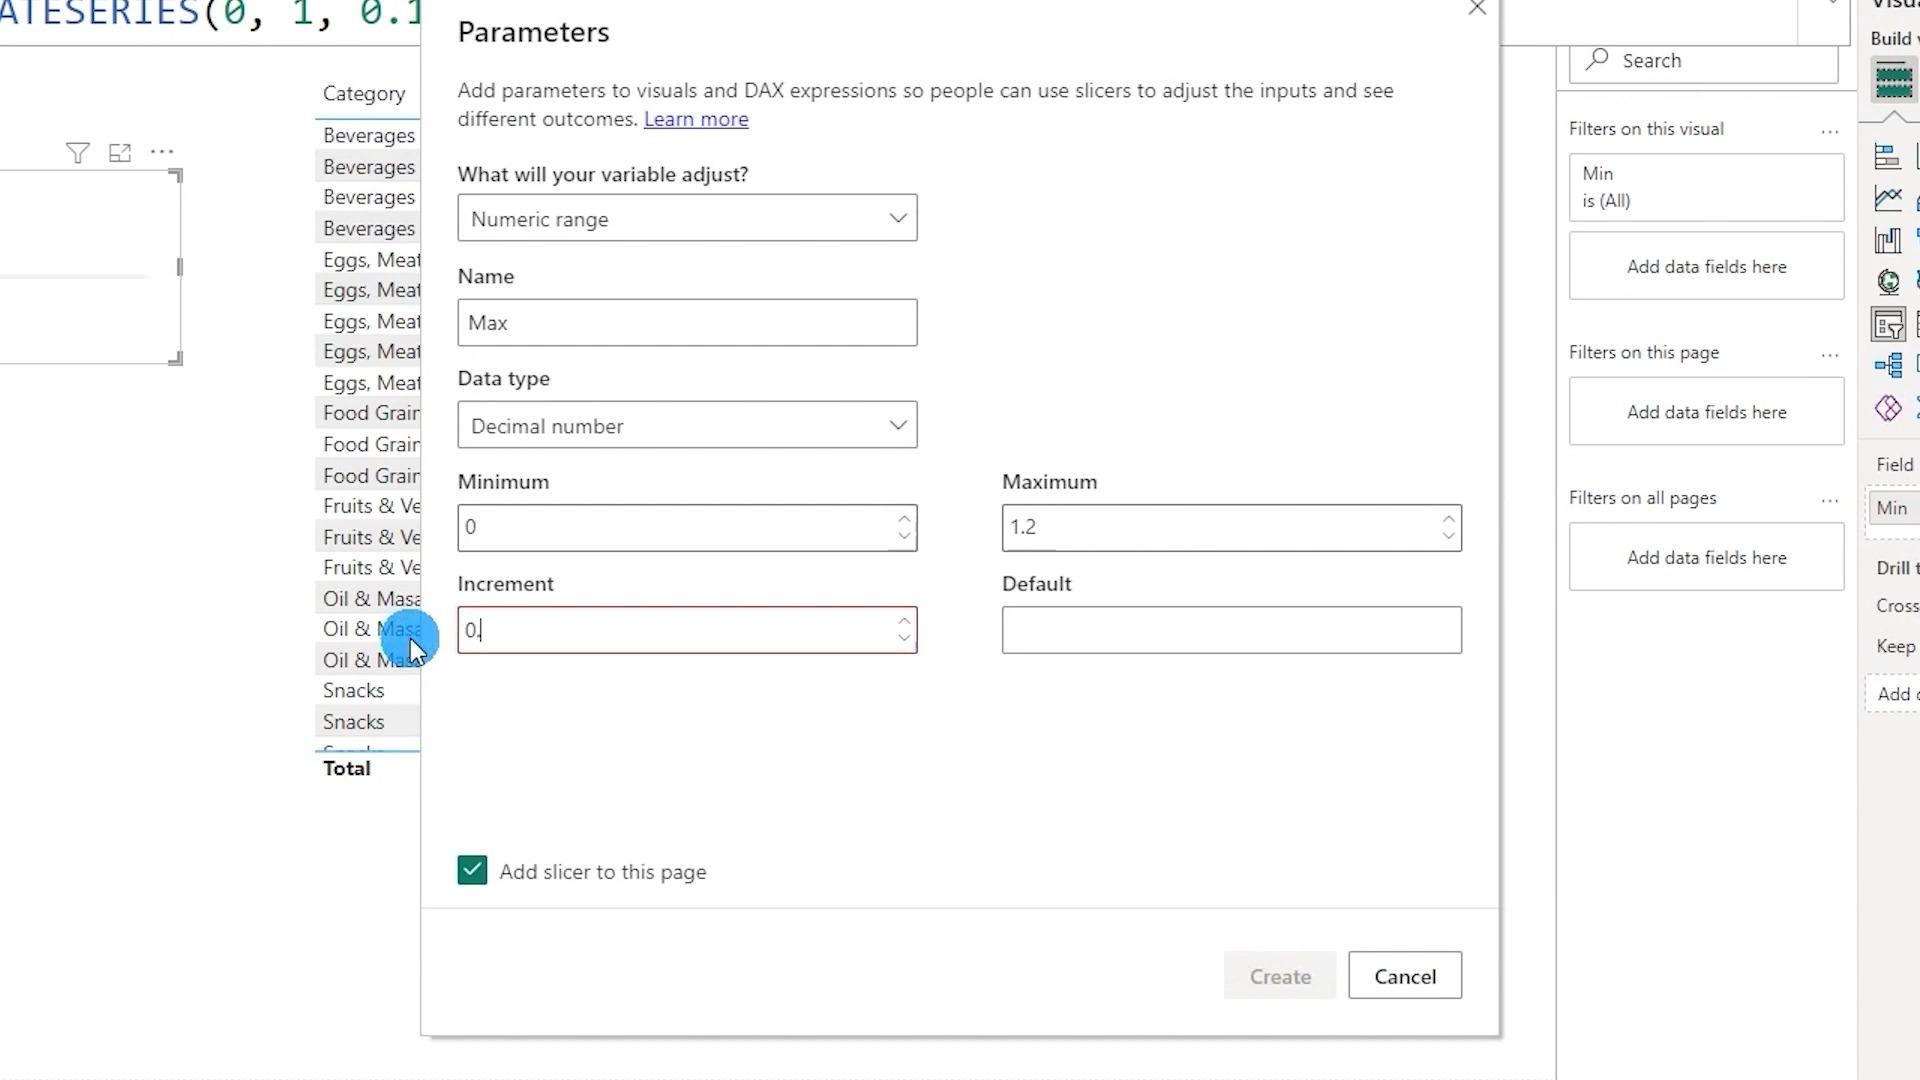 ATESERIES(0, 1, 0.1
Category
Beverages
Beverages
Beverages
Beverages
Eggs, Meat
Eggs, Meat
Eggs, Meat
Eggs, Meat
Eggs, Meat
Food Grain
Food Grain
Food Grain
Fruits & Ve
Fruits & Ve
Fruits & Ve
Oil & Masa
Oil & Masa
Oil & Masa
Snacks
Snacks
Total
Parameters
Add parameters to visuals and DAX expressions so people can use slicers to adjust the inputs and see
different outcomes. Learn more
What will your variable adjust?
Numeric range
Name
Max
Data type
Decimal number
Minimum
0
Maximum
1.2
Increment
0.
Default
Add slicer to this page
Create
Cancel
Search
Filters on this visual
Min
is (All)
Add data fields here
Filters on this page
Add data fields here
Filters on all pages
Add data fields here
Build
Field
Min
Drill t
Cross
Keep
Add